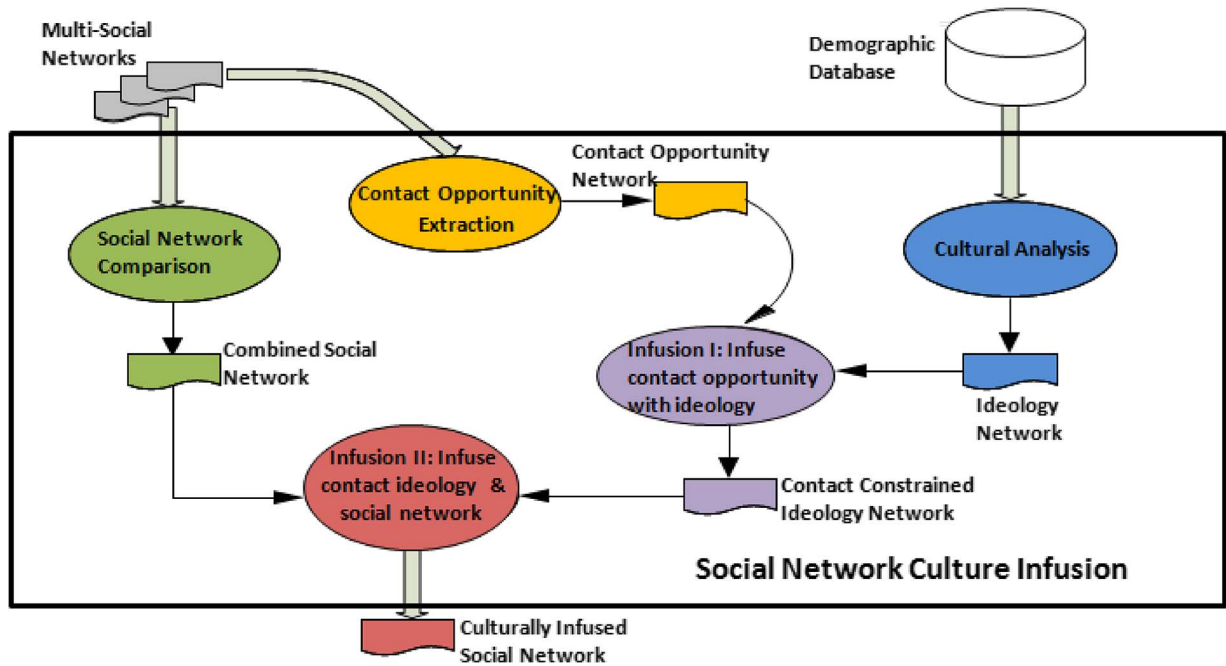 Multi-Social
Networks
Demographic
Database
Contact Opportunity
Network
Contact Opportunity
Extraction
Social Network
Comparison
Cultural Analysis
Combined Social
Network
Infusion I: Infuse
contact opportunity
with ideology
Ideology
Network
Infusion II: Infuse
contact ideology &
social network
Contact Constrained
Ideology Network
Social Network Culture Infusion
Culturally Infused
Social Network